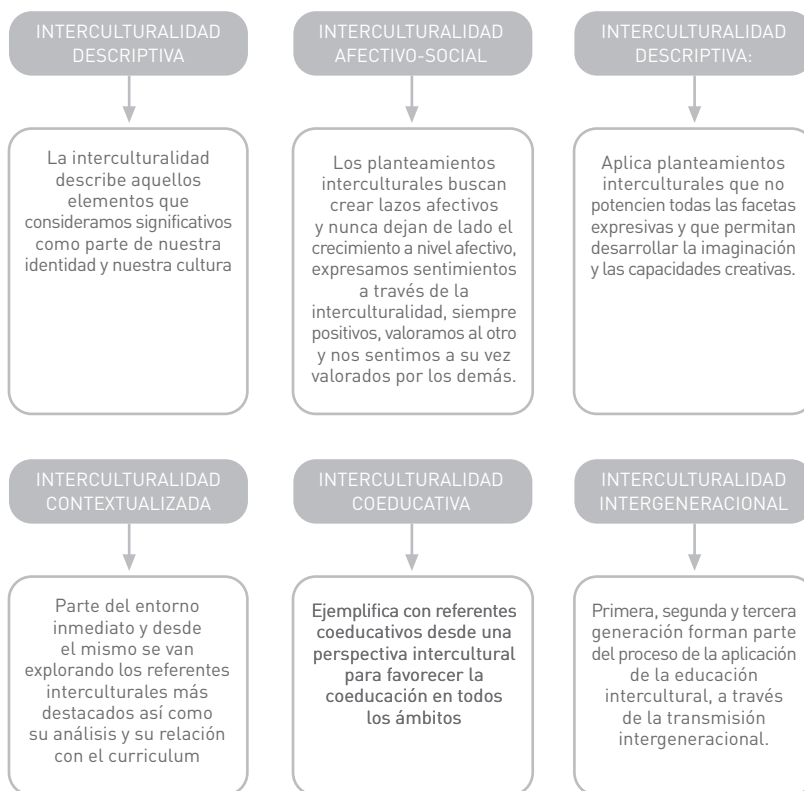 INTERCULTURALIDAD
DESCRIPTIVA
La interculturalidad
describe aquellos
elementos que
consideramos significativos
como parte de nuestra
identidad y nuestra cultura
INTERCULTURALIDAD
AFECTIVO-SOCIAL
Los planteamientos
interculturales buscan
crear lazos afectivos
y nunca dejan de lado el
crecimiento a nivel afectivo,
expresamos sentimientos
a través de la
interculturalidad, siempre
positivos, valoramos al otro
y nos sentimos a su vez
valorados por los demás.
INTERCULTURALIDAD
DESCRIPTIVA:
Aplica planteamientos
interculturales que no
potencien todas las facetas
expresivas y que permitan
desarrollar la imaginación
y las capacidades creativas.
INTERCULTURALIDAD
CONTEXTUALIZADA
Parte del entorno
inmediato y desde
el mismo se van
explorando los referentes
interculturales más
destacados así como
su análisis y su relación
con el curriculum
INTERCULTURALIDAD
COEDUCATIVA
Ejemplifica con referentes
coeducativos desde una
perspectiva intercultural
para favorecer la
coeducación en todos
los ámbitos
INTERCULTURALIDAD
INTERGENERACIONAL
Primera, segunda y tercera
generación forman parte
del proceso de la aplicación
de la educación
intercultural, a través
de la transmisión
intergeneracional.